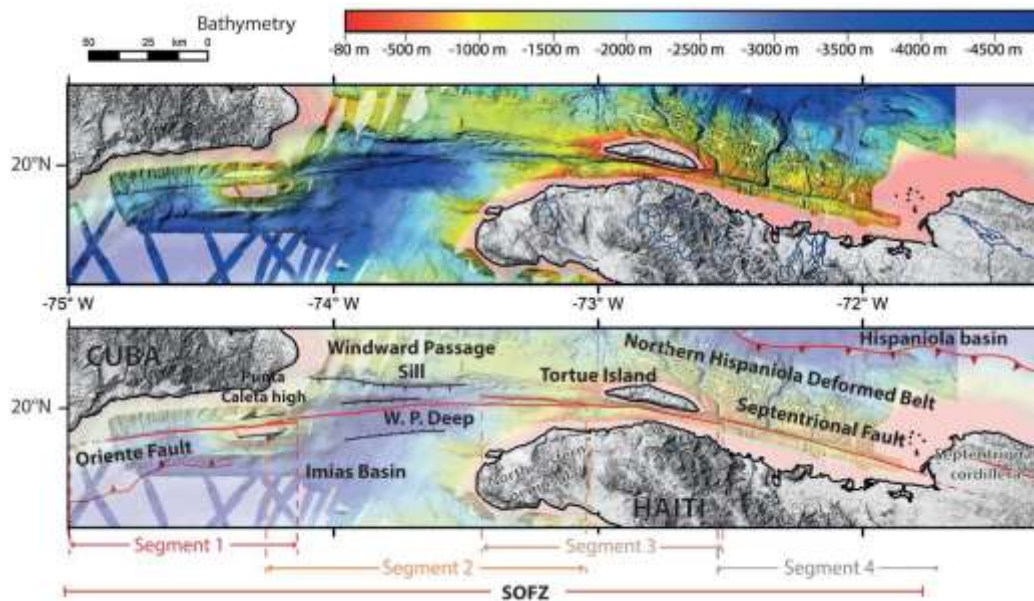 Bathymetry
50 25 km 0
-80 m -500 m -1000 m -1500 m -2000 m -2500 m -3000 m -3500 m -4000 m -4500 m
20°N
-75° W -74° W -73° W -72° W
CUBA
Windward Passage
Sill
Punta
Caleta high
W. P. Deep
Oriente Fault
Imias Basin
Tortue Island
Northern Hispaniola Deformed Belt
Hispaniola basin
Septentrional Fault
Septentrional
cordillera
20°N
HAITI
Segment 1
Segment 2
Segment 3
Segment 4
SOFZ